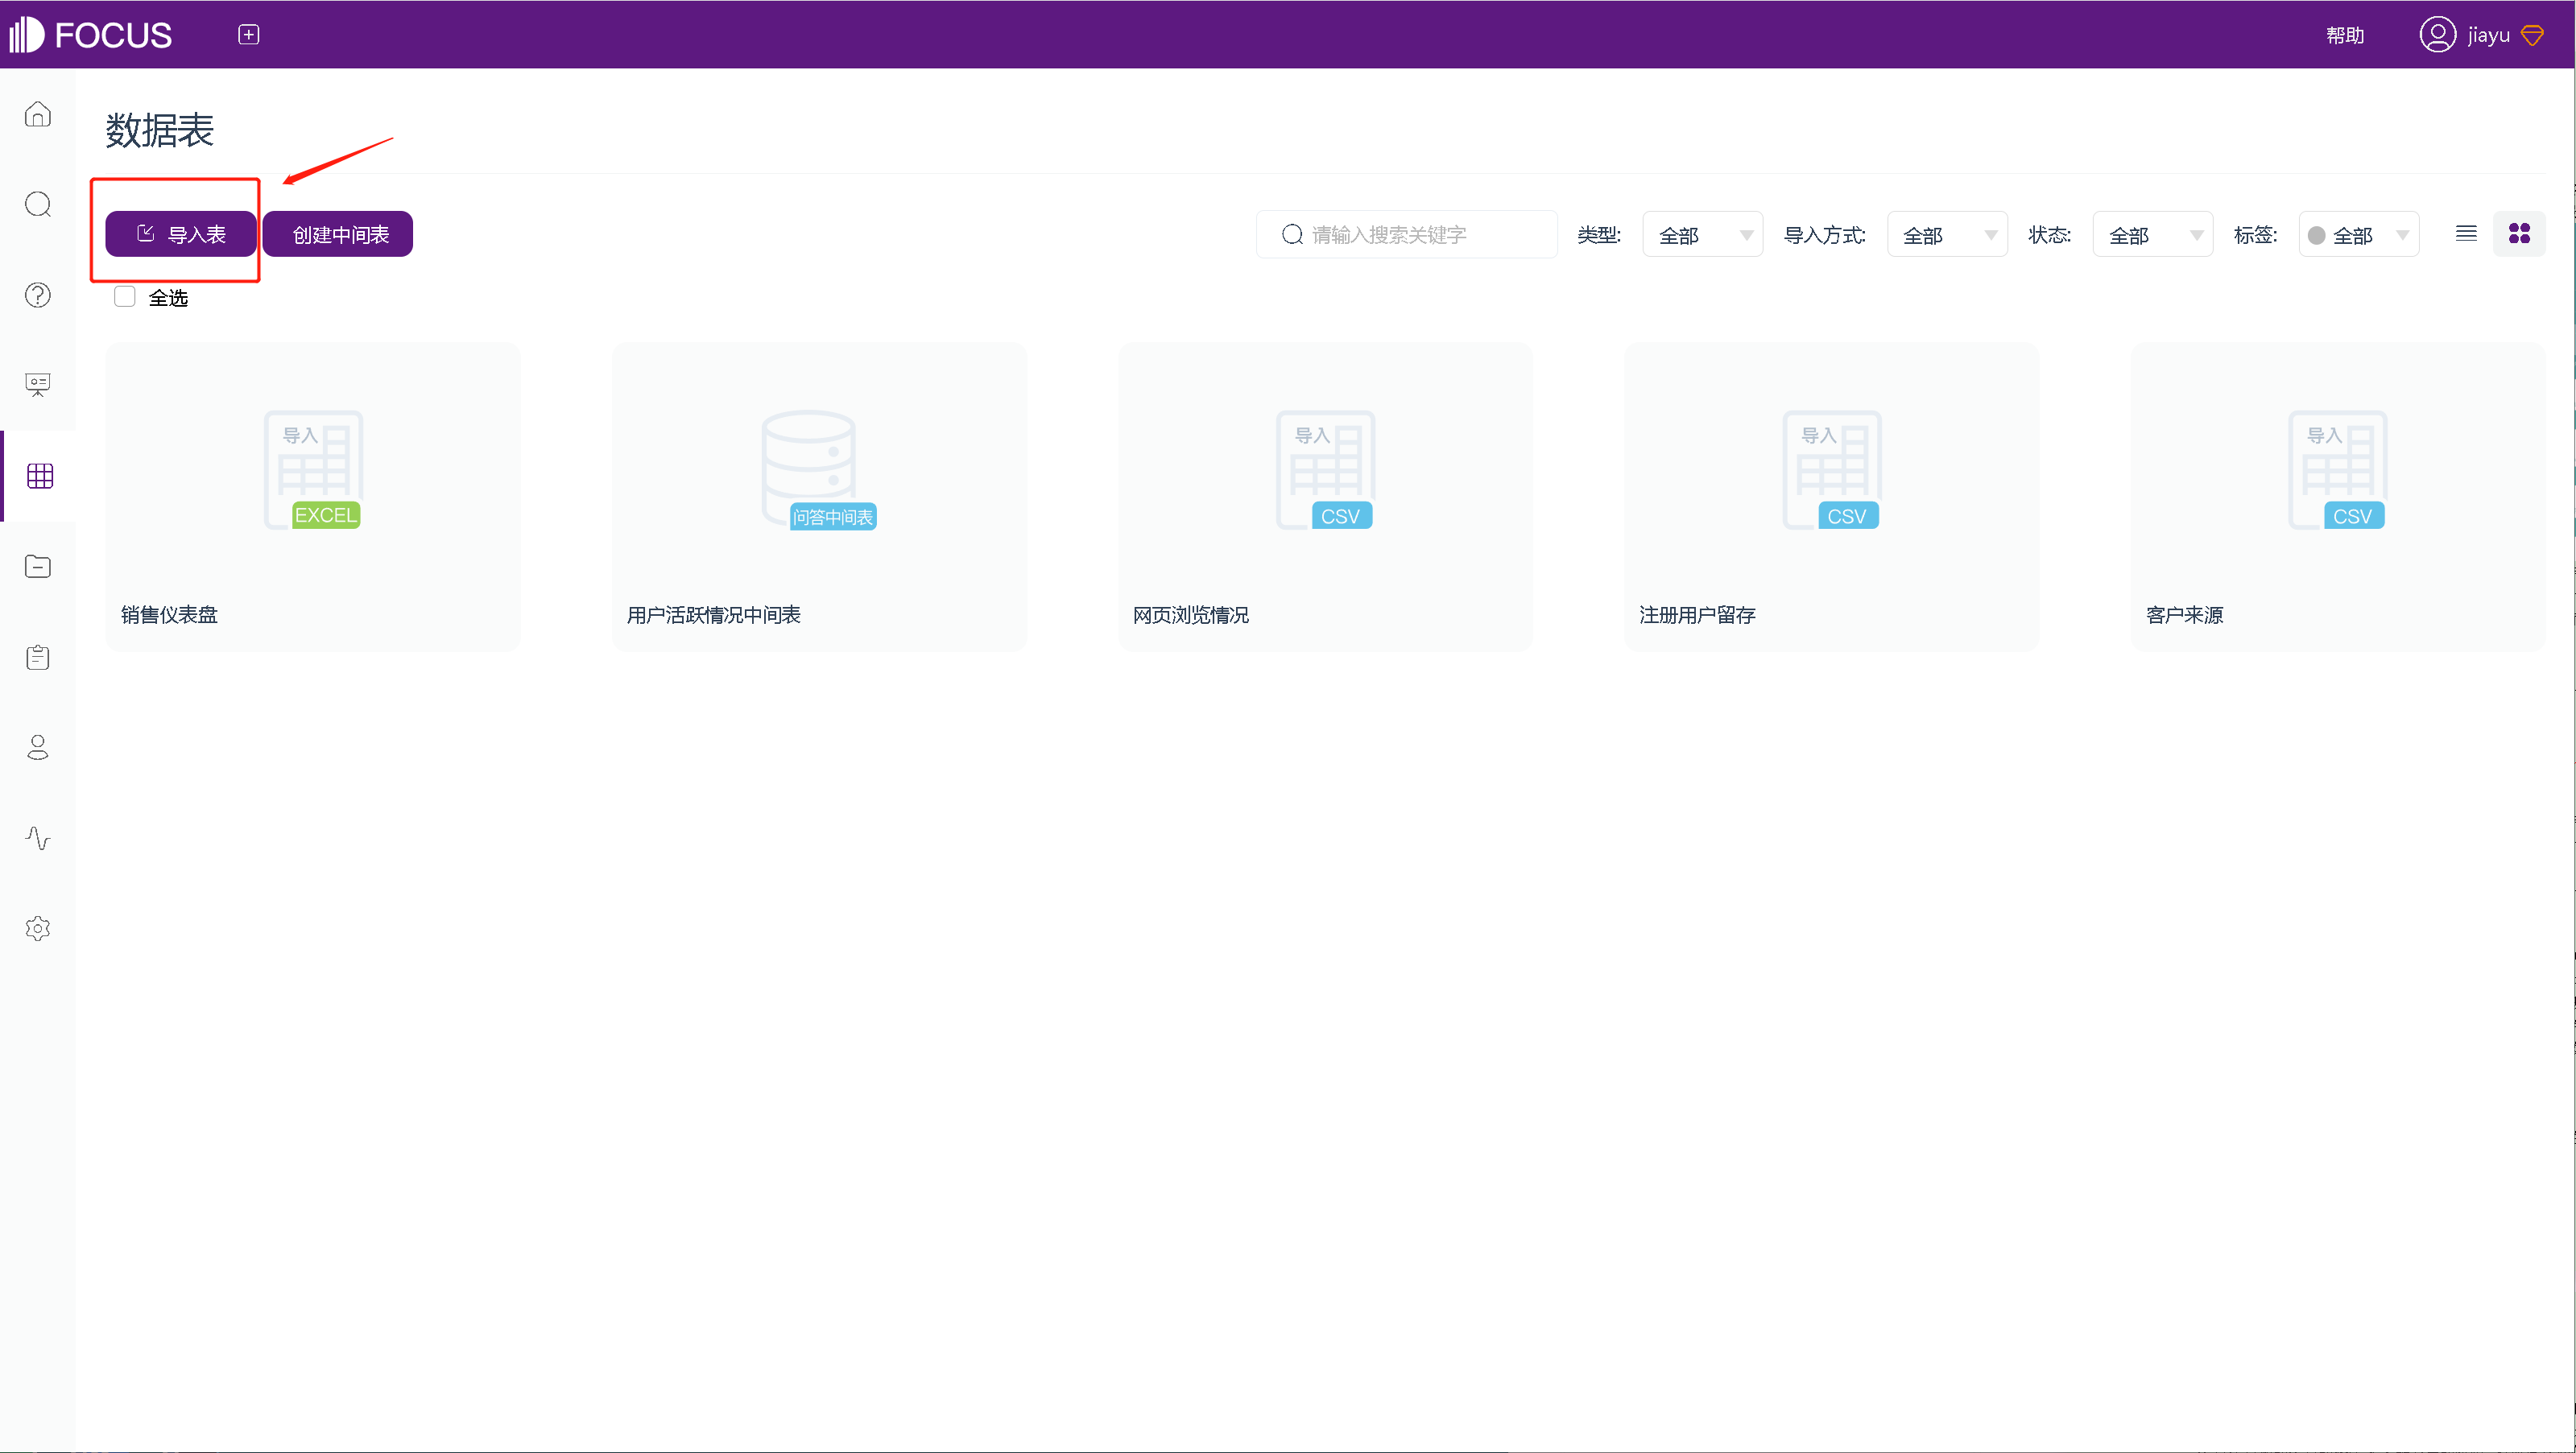 FOCUS
帮助 jiayu
数据表
导入表 创建中间表 请输入搜索关键字 类型: 全部 导入方式: 全部 状态: 全部 标签: 全部
全选
导入 导入 导入 导入
EXCEL 问答中间表 CSV CSV CSV
销售仪表盘 用户活跃情况中间表 网页浏览情况 注册用户留存 客户来源